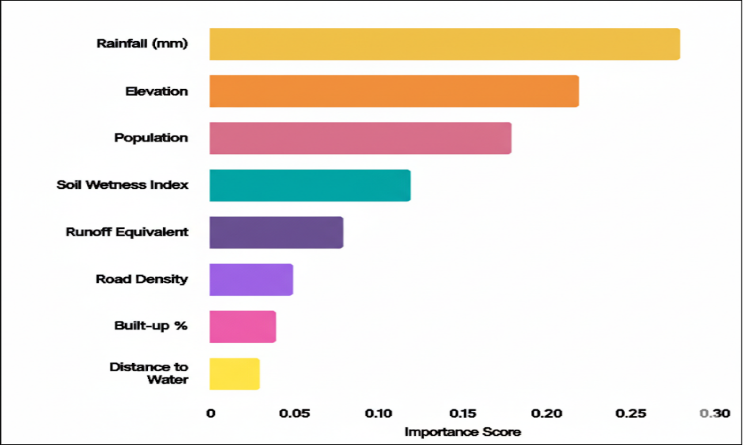 Rainfall (mm)
Elevation
Population
Soil Wetness Index
Runoff Equivalent
Road Density
Built-up %
Distance to
Water
0 0.05 0.10 0.15 0.20 0.25 0.30
Importance Score